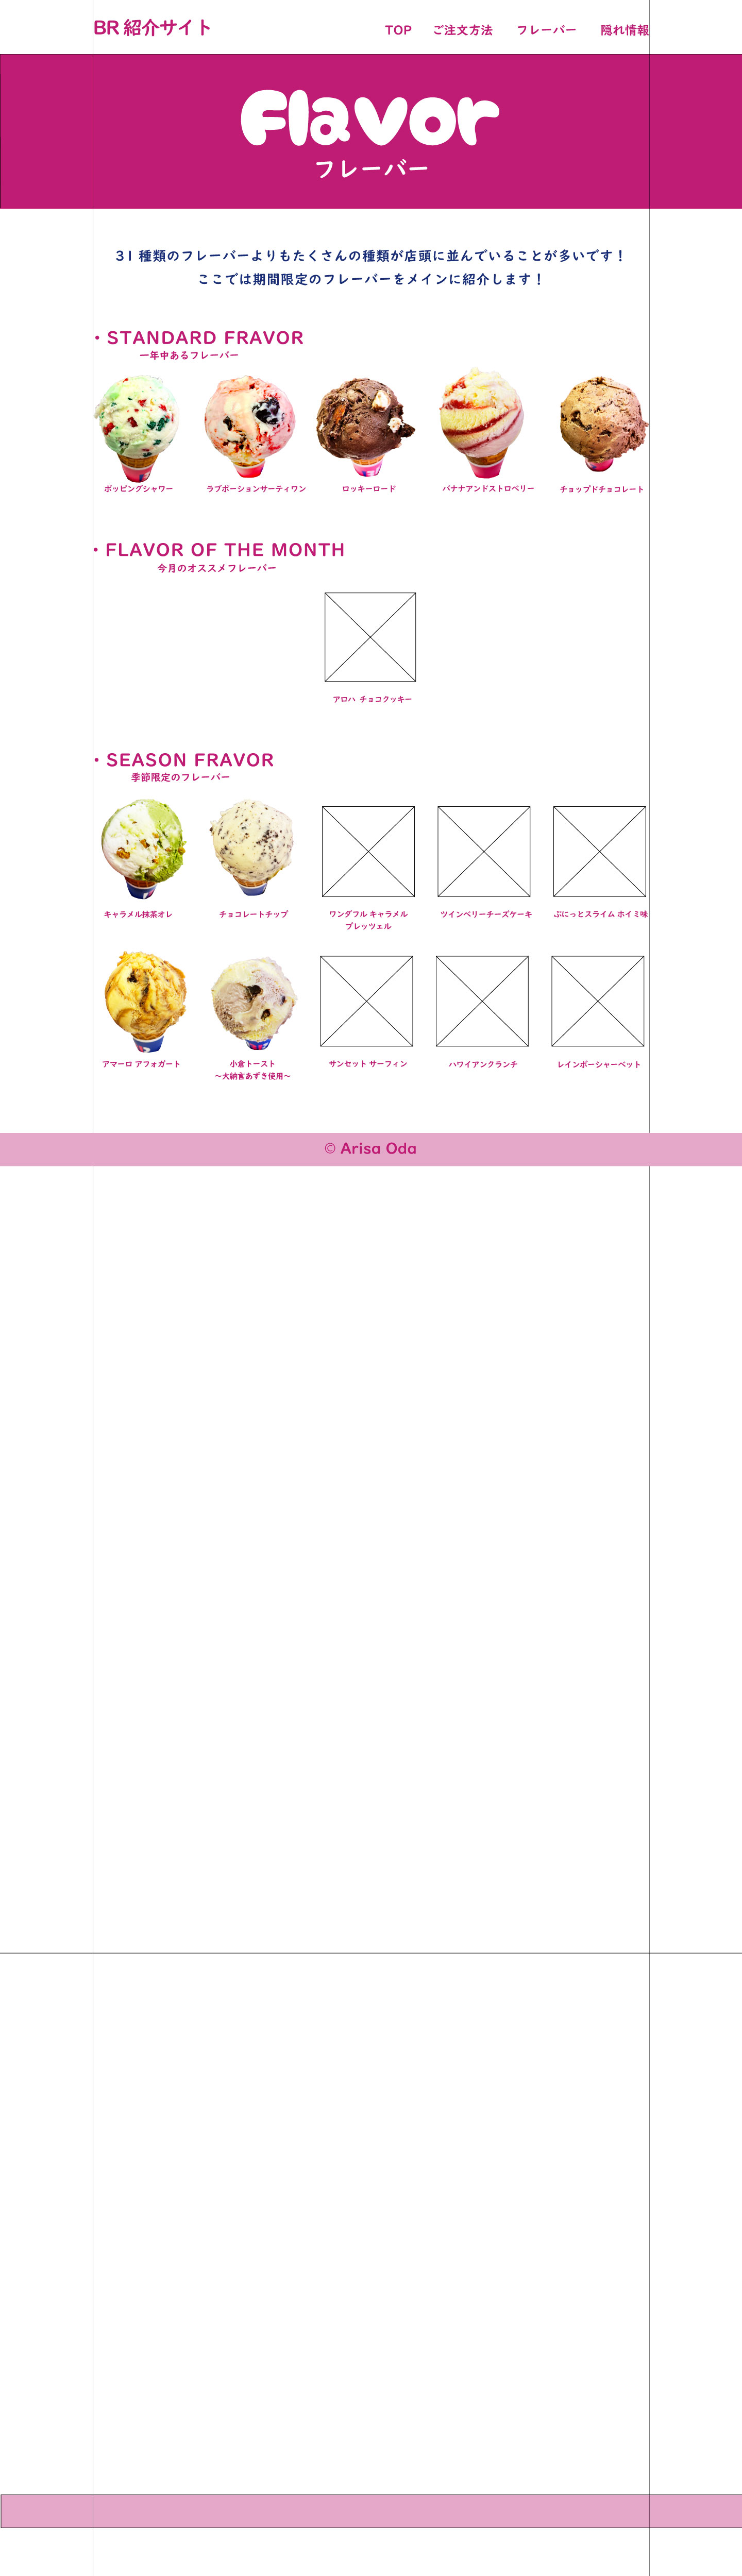 BR 紹介サイト
TOP ご注文方法 フレーバー 隠れ情報
Flavor
フレーバー
31 種類のフレーバーよりもたくさんの種類が店頭に並んでいることが多いです！
ここでは期間限定のフレーバーをメインに紹介します！
・STANDARD FRAVOR
一年中あるフレーバー
ポッピングシャワー ラブポーションサーティワン ロッキーロード バナナアンドストロベリー チョップドチョコレート
・FLAVOR OF THE MONTH
今月のオススメフレーバー
アロハ チョコクッキー
・SEASON FRAVOR
季節限定のフレーバー
キャラメル抹茶オレ チョコレートチップ ワンダフル キャラメル ツインベリーチーズケーキ ぷにっとスライム ホイミ味
プレッツェル
アマーロ アフォガート 小倉トースト サンセット サーフィン ハワイアンクランチ レインボーシャーベット
〜大納言あずき使用〜
© Arisa Oda